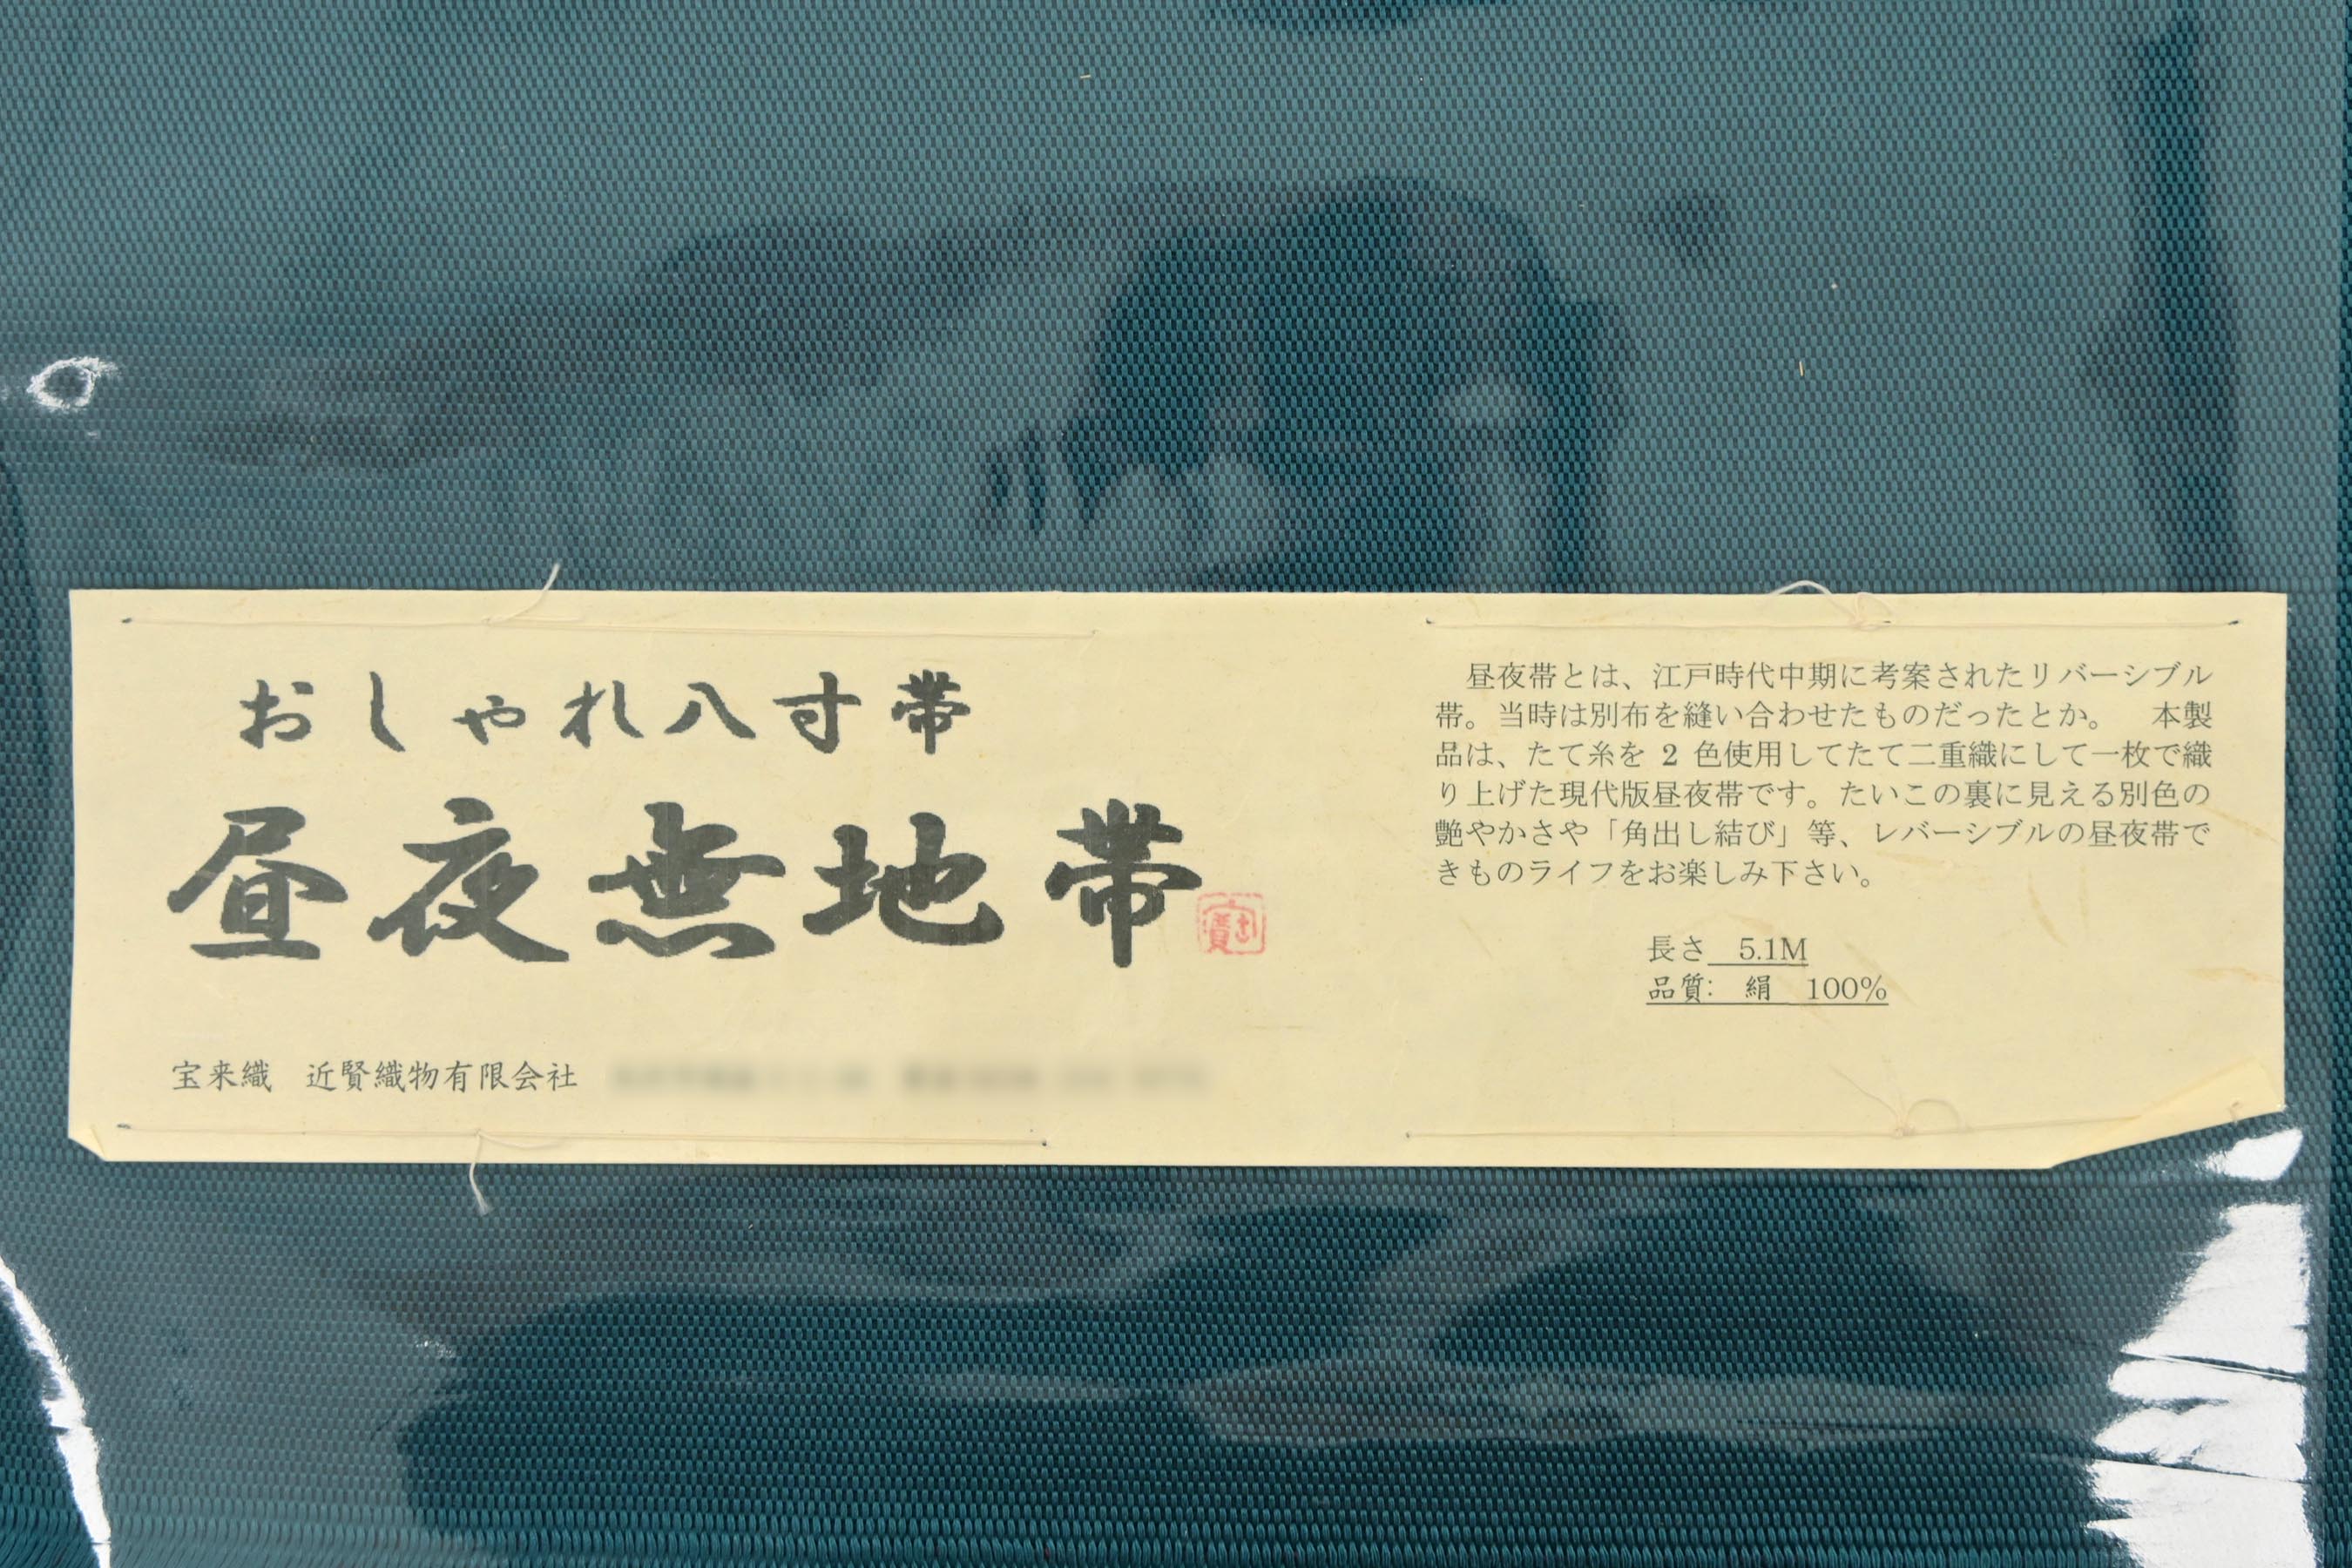 おしゃれ八寸帯
昼夜無地帯
宝来織　近賢織物有限会社
　昼夜帯とは、江戸時代中期に考案されたリバーシブル
帯。当時は別布を縫い合わせたものだったとか。　本製
品は、たて糸を 2 色使用してたて二重織にして一枚で織
り上げた現代版昼夜帯です。たいこの裏に見える別色の
艶やかさや「角出し結び」等、レバーシブルの昼夜帯で
きものライフをお楽しみ下さい。
長さ　5.1M
品質:　絹　100%